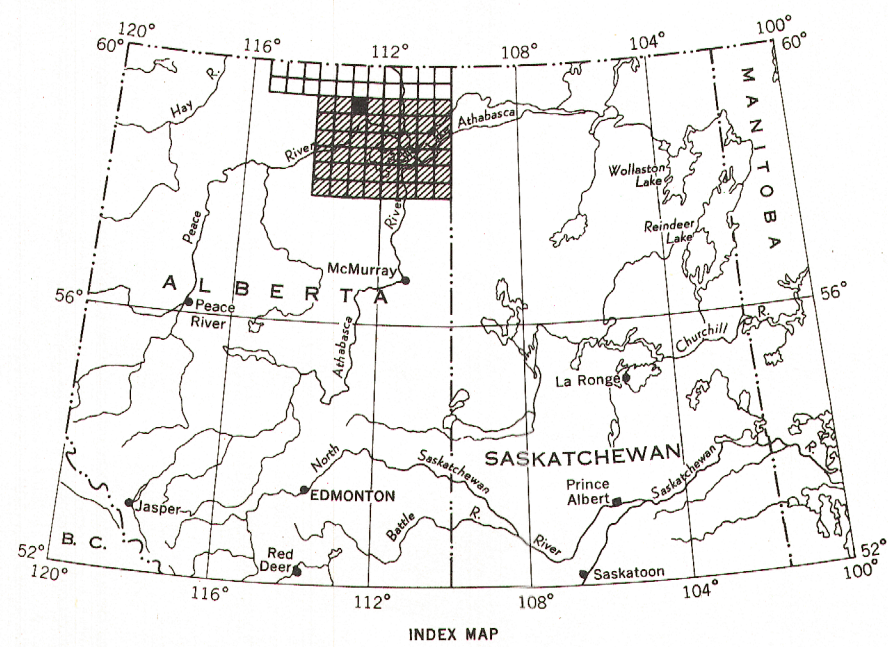 120°
116°
112°
108°
104°
100°
60°
60°
Hay
R.
River
Lake
Athabasca
MANITOBA
Wollaston
Lake
Peace
River
Reindeer
Lake
McMurray
ALBERTA
56°
56°
Peace
River
Athabasca
Churchill
R.
La Ronge
North
Saskatchewan
SASKATCHEWAN
Saskatchewan
R.
Prince
Albert
EDMONTON
Jasper
Battle
R.
River
B. C.
Red
Deer
Saskatoon
52°
52°
120°
116°
112°
108°
104°
100°
INDEX MAP